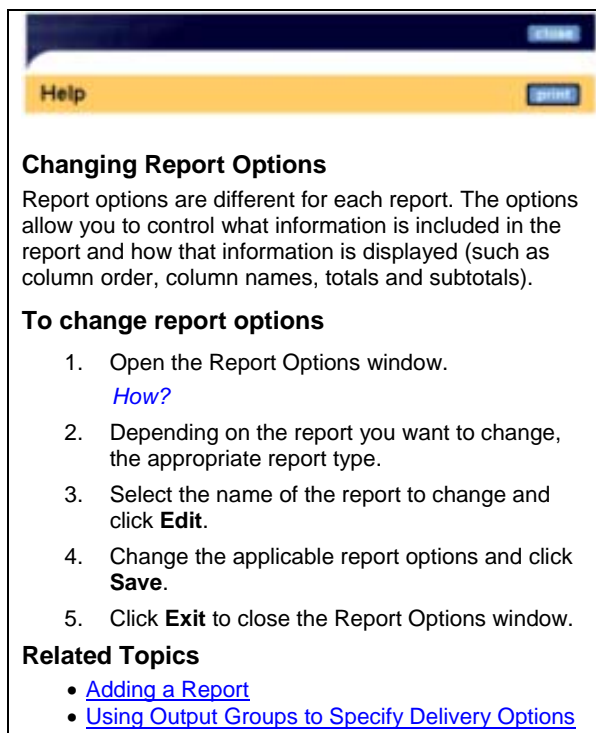 close
Help
print
Changing Report Options
Report options are different for each report. The options
allow you to control what information is included in the
report and how that information is displayed (such as
column order, column names, totals and subtotals).
To change report options
1. Open the Report Options window.
How?
2. Depending on the report you want to change,
the appropriate report type.
3. Select the name of the report to change and
click Edit.
4. Change the applicable report options and click
Save.
5. Click Exit to close the Report Options window.
Related Topics
• Adding a Report
• Using Output Groups to Specify Delivery Options